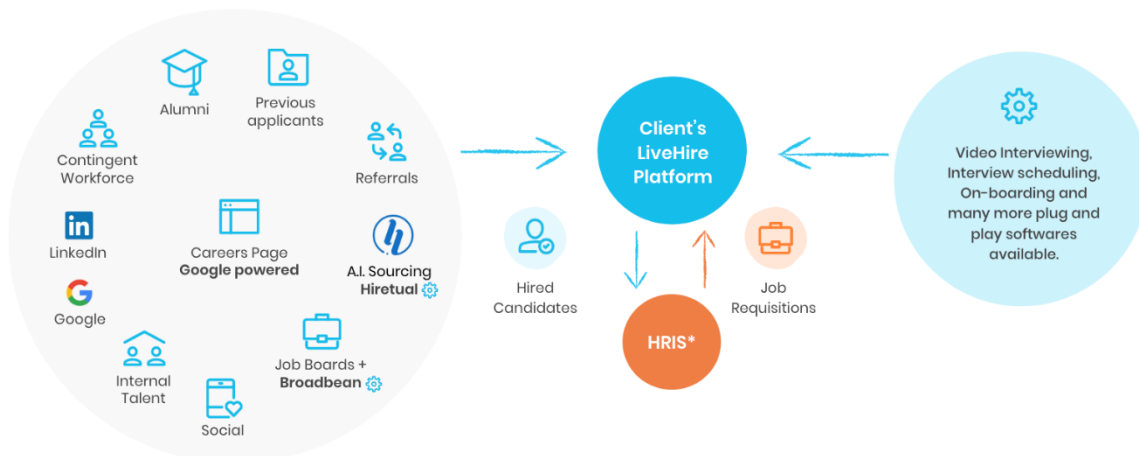 Alumni
Previous
applicants
Contingent
Workforce
Referrals
in
LinkedIn
Careers Page
Google powered
A.I. Sourcing
Hiretual
Google
Job Boards +
Broadbean
Internal
Talent
Social
Client's
LiveHire
Platform
Hired
Candidates
Job
Requisitions
HRIS*
Video Interviewing,
Interview scheduling,
On-boarding and
many more plug and
play softwares
available.